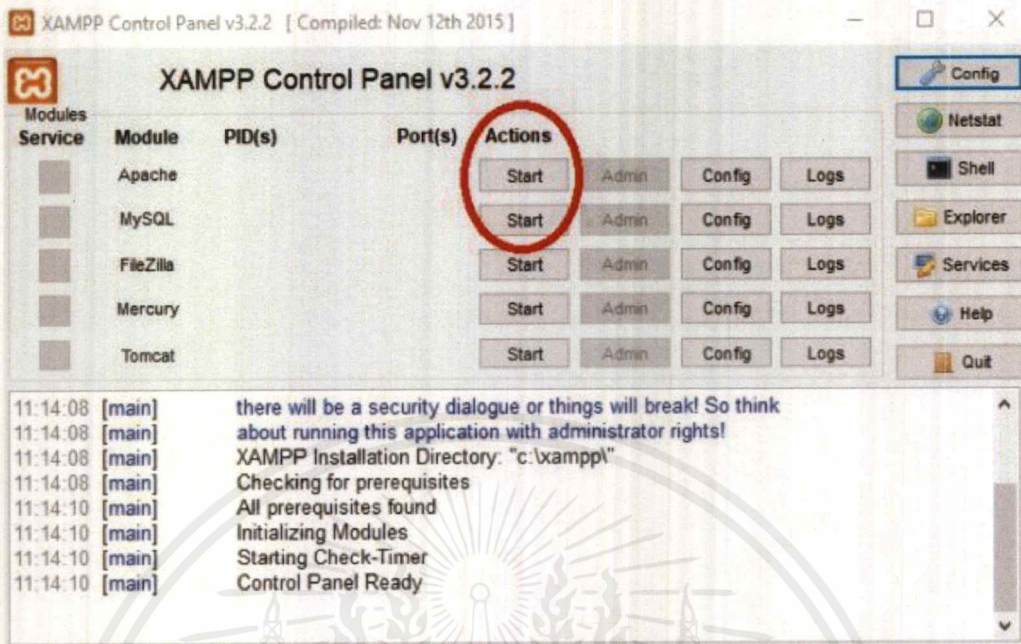 XAMPP Control Panel v3.2.2 [ Compiled: Nov 12th 2015 ]
XAMPP Control Panel v3.2.2
Config
Modules
Service Module PID(s) Port(s) Actions
Netstat
Apache Start Admin Config Logs
Shell
MySQL Start Admin Config Logs
Explorer
FileZilla Start Admin Config Logs
Services
Mercury Start Admin Config Logs
Help
Tomcat Start Admin Config Logs
Quit
11:14:08 [main] there will be a security dialogue or things will break! So think
11:14:08 [main] about running this application with administrator rights!
11:14:08 [main] XAMPP Installation Directory: "c:\xampp\"
11:14:08 [main] Checking for prerequisites
11:14:10 [main] All prerequisites found
11:14:10 [main] Initializing Modules
11:14:10 [main] Starting Check-Timer
11:14:10 [main] Control Panel Ready